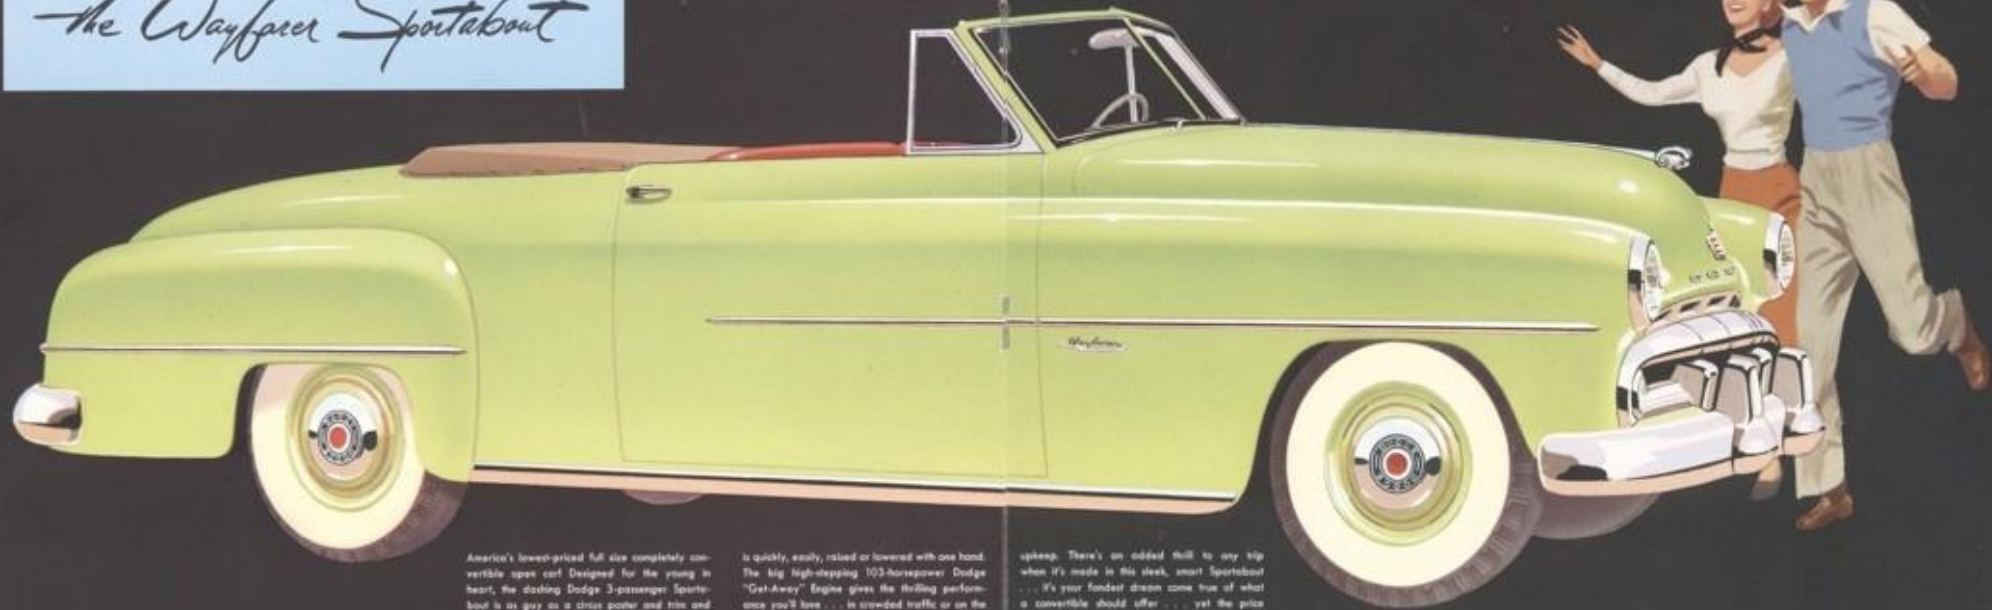 the Wayfarer Sportabout
Wayfarer
America's lowest-priced full size completely con-
vertible open car! Designed for the young in
heart, the dashing Dodge 3-passenger Sporta-
bout is as gay as a circus poster and trim and
is quickly, easily, raised or lowered with one hand.
The big high-stepping 103-horsepower Dodge
"Get-Away" Engine gives the thrilling perform-
ance you'll love . . . in crowded traffic or on the
upkeep. There's an added thrill to any trip
when it's made in this sleek, smart Sportabout
. . . it's your fondest dream come true of what
a convertible should offer . . . yet the price